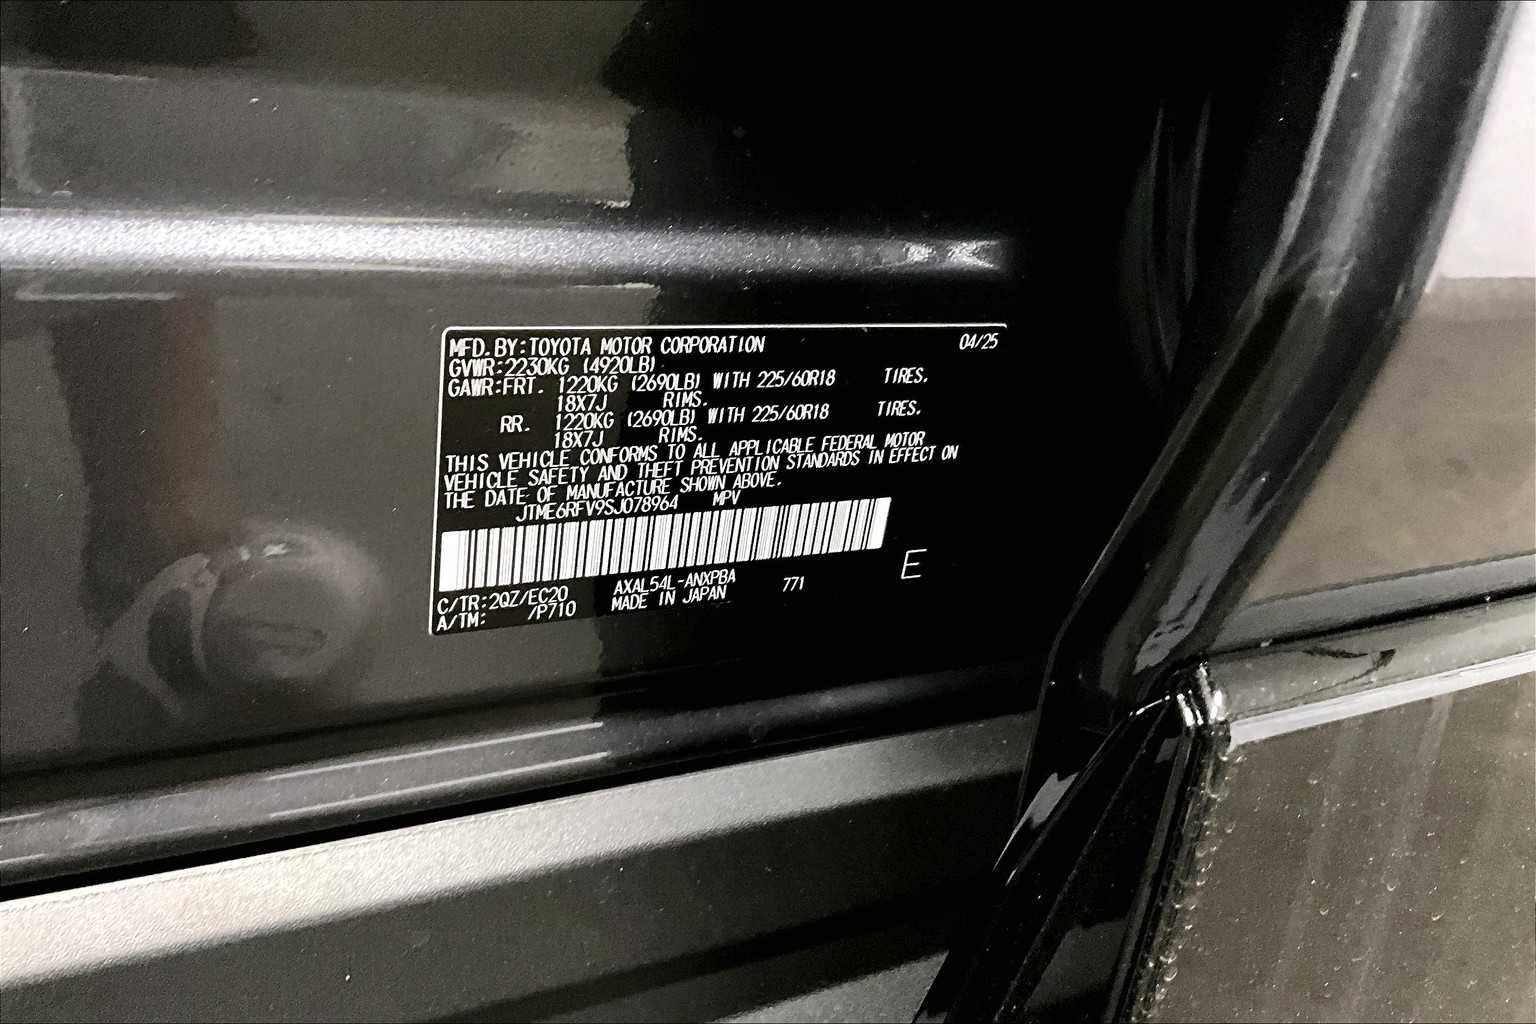 MFD. BY: TOYOTA MOTOR CORPORATION 04/25
GVWR: 2230KG (4920LB)
GAWR: FRT. 1220KG (2690LB) WITH 225/60R18 TIRES.
18X7J RIMS.
RR. 1220KG (2690LB) WITH 225/60R18 TIRES.
18X7J RIMS.
THIS VEHICLE CONFORMS TO ALL APPLICABLE FEDERAL MOTOR
VEHICLE SAFETY AND THEFT PREVENTION STANDARDS IN EFFECT ON
THE DATE OF MANUFACTURE SHOWN ABOVE.
JTME6RFV9SJ078964 MPV
E
C/TR: 2QZ/EC20 AXAL54L-ANXPBA 771
A/TM: /P710 MADE IN JAPAN